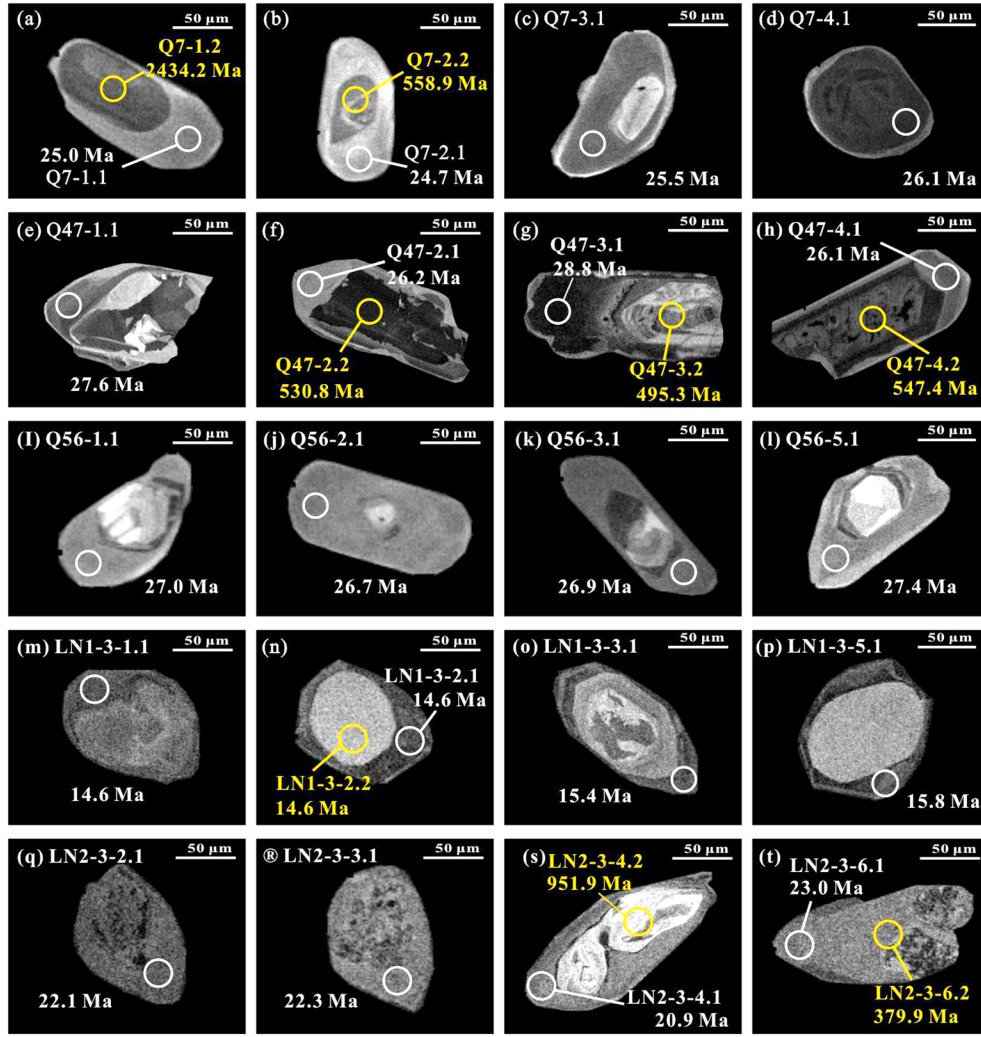 (a)
50 µm
Q7-1.2
2434.2 Ma
25.0 Ma
Q7-1.1
(b)
50 µm
Q7-2.2
558.9 Ma
Q7-2.1
24.7 Ma
(c) Q7-3.1
50 µm
25.5 Ma
(d) Q7-4.1
50 µm
26.1 Ma
(e) Q47-1.1
50 µm
27.6 Ma
(f)
50 µm
Q47-2.1
26.2 Ma
Q47-2.2
530.8 Ma
(g)
50 µm
Q47-3.1
28.8 Ma
Q47-3.2
495.3 Ma
(h) Q47-4.1
50 µm
26.1 Ma
Q47-4.2
547.4 Ma
(I) Q56-1.1
50 µm
27.0 Ma
(j) Q56-2.1
50 µm
26.7 Ma
(k) Q56-3.1
50 µm
26.9 Ma
(l) Q56-5.1
50 µm
27.4 Ma
(m) LN1-3-1.1
50 µm
14.6 Ma
(n)
50 µm
LN1-3-2.1
14.6 Ma
LN1-3-2.2
14.6 Ma
(o) LN1-3-3.1
50 µm
15.4 Ma
(p) LN1-3-5.1
50 µm
15.8 Ma
(q) LN2-3-2.1
50 µm
22.1 Ma
® LN2-3-3.1
50 µm
22.3 Ma
(s)
LN2-3-4.2
50 µm
951.9 Ma
LN2-3-4.1
20.9 Ma
(t)
50 µm
LN2-3-6.1
23.0 Ma
LN2-3-6.2
379.9 Ma